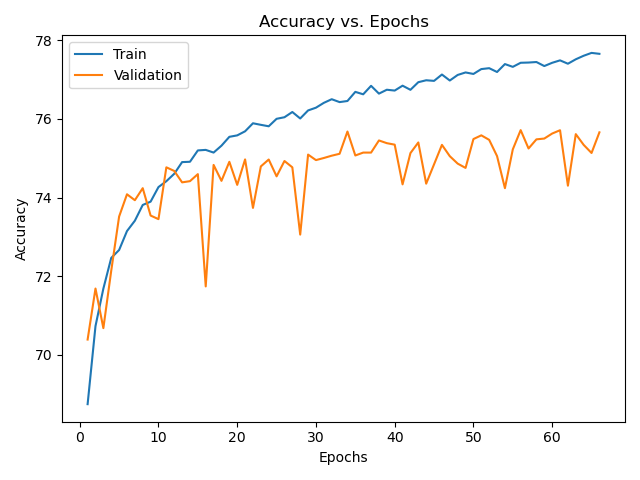 Accuracy vs. Epochs
Train
Validation
78
76
74
72
70
Accuracy
0 10 20 30 40 50 60
Epochs